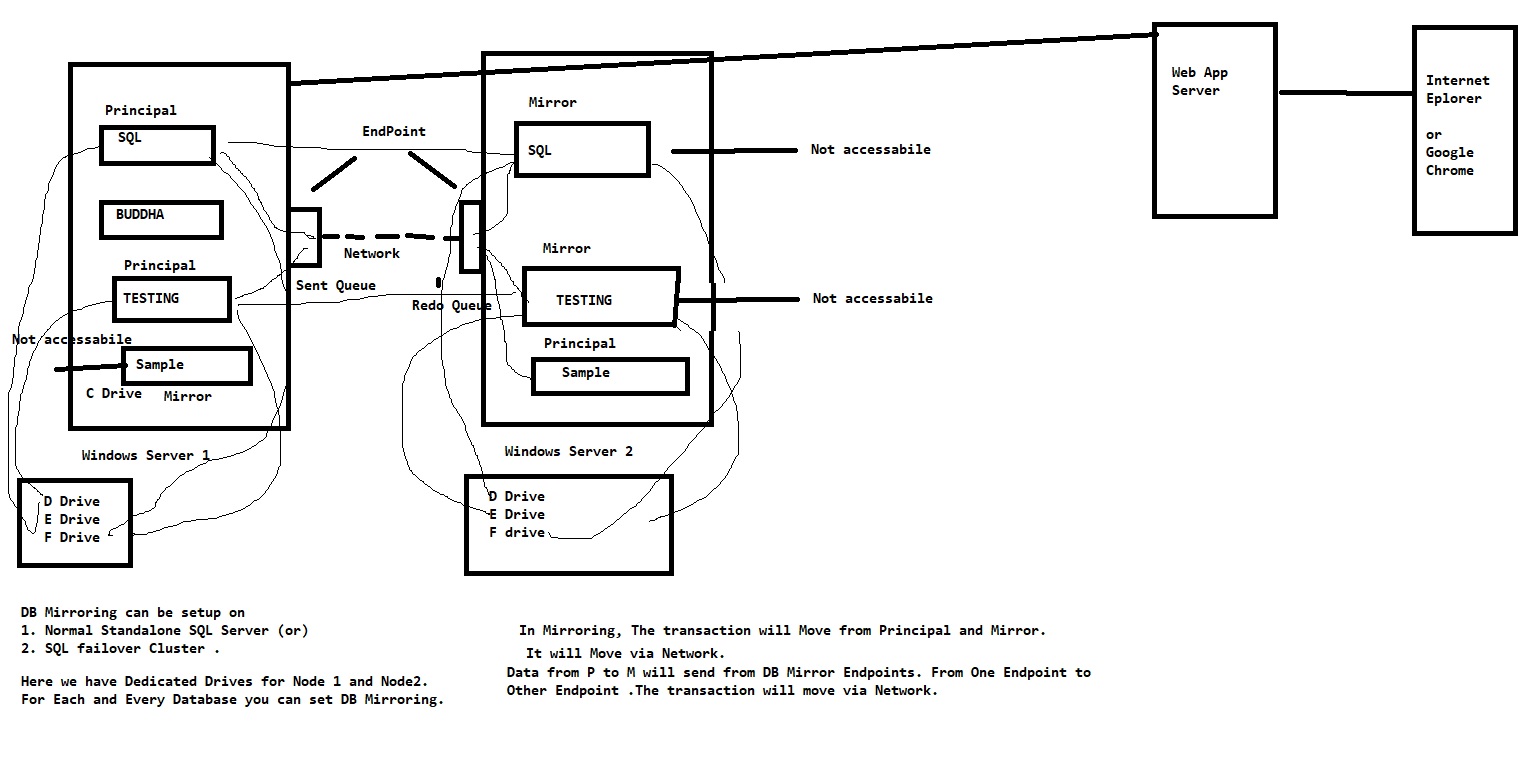 Principal
SQL
BUDDHA
Principal
TESTING
Not accessabile
Sample
C Drive Mirror
Windows Server 1
D Drive
E Drive
F Drive
EndPoint
Network
Sent Queue
Redo Queue
Mirror
SQL
Not accessabile
Mirror
TESTING
Not accessabile
Principal
Sample
Windows Server 2
D Drive
E Drive
F drive
Web App
Server
Internet
Eplorer
or
Google
Chrome
DB Mirroring can be setup on
1. Normal Standalone SQL Server (or)
2. SQL failover Cluster .
Here we have Dedicated Drives for Node 1 and Node2.
For Each and Every Database you can set DB Mirroring.
In Mirroring, The transaction will Move from Principal and Mirror.
It will Move via Network.
Data from P to M will send from DB Mirror Endpoints. From One Endpoint to
Other Endpoint .The transaction will move via Network.